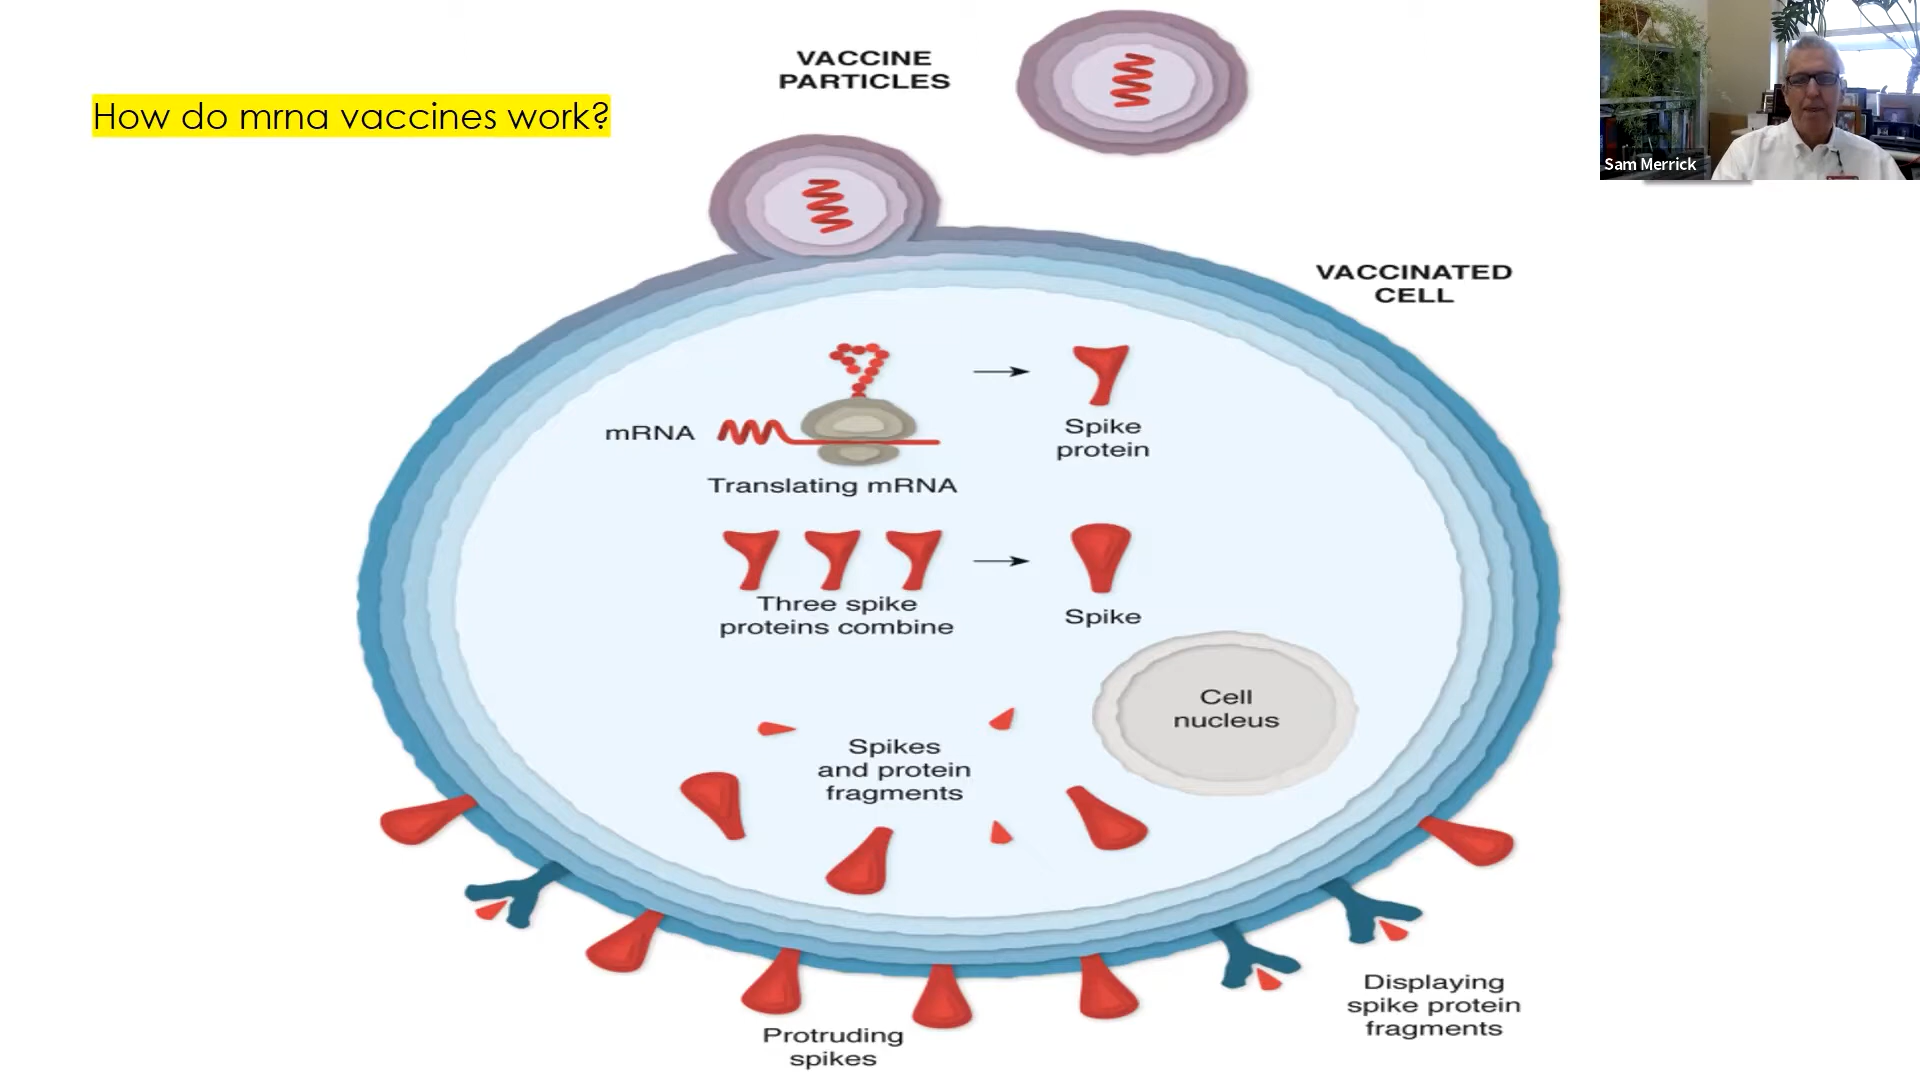 VACCINE
PARTICLES
How do mrna vaccines work?
Sam Merrick
VACCINATED
CELL
mRNA
Spike
protein
Translating mRNA
Three spike
proteins combine
Spike
Cell
nucleus
Spikes
and protein
fragments
Displaying
spike protein
fragments
Protruding
spikes